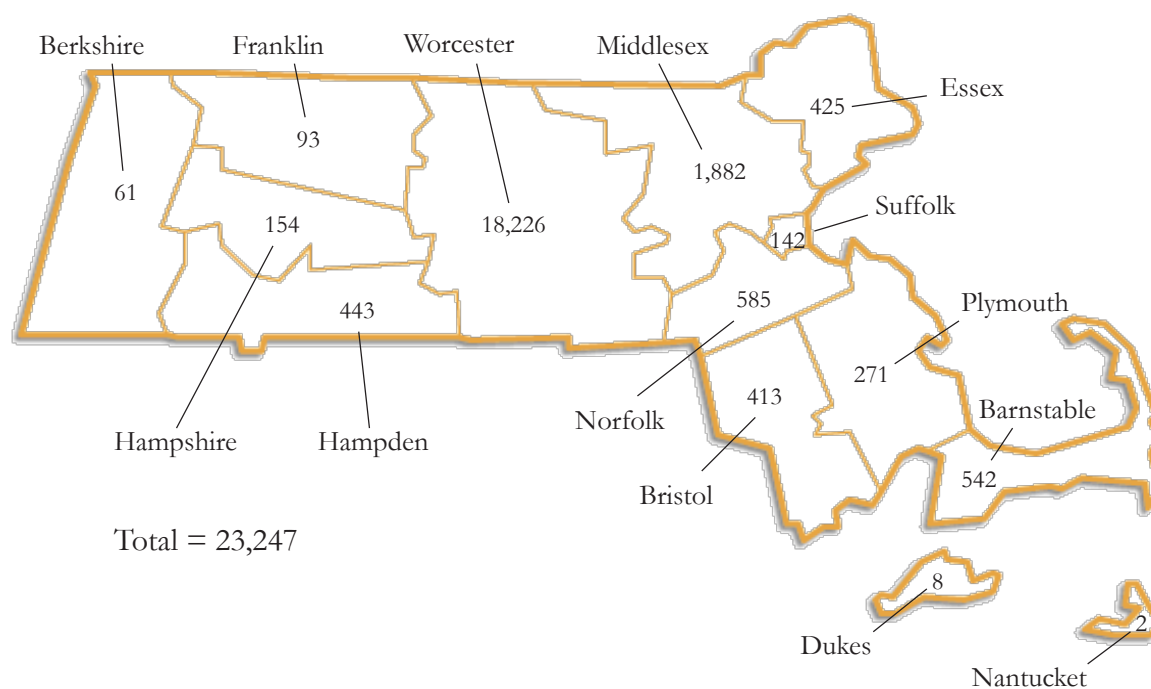 Berkshire
Franklin
Worcester
Middlesex
Essex
425
93
1,882
61
Suffolk
154
18,226
142
Plymouth
443
585
271
413
Barnstable
Norfolk
Hampshire
Hampden
542
Bristol
Total = 23,247
8
2
Dukes
Nantucket